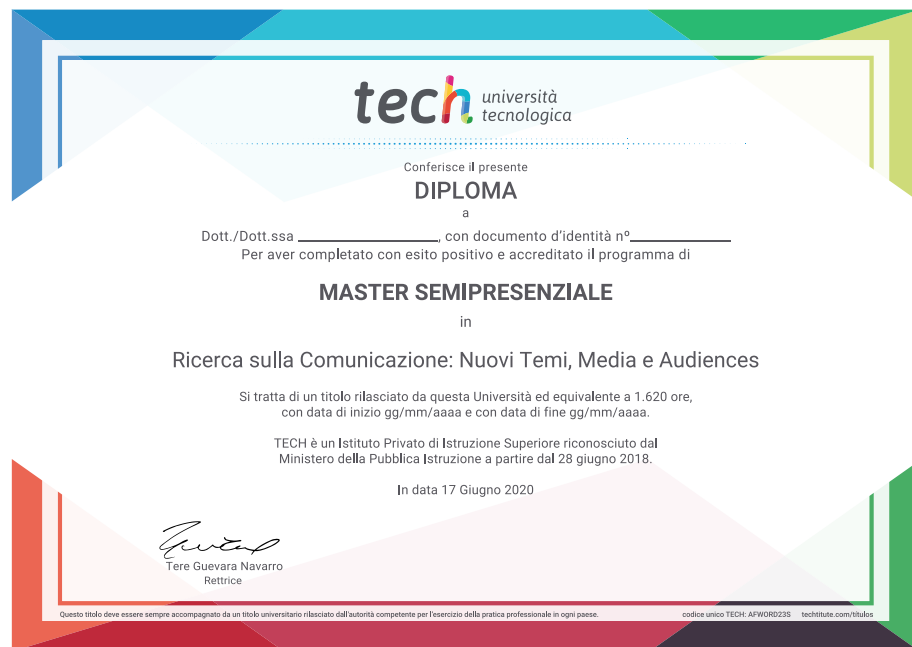 tech università
tecnologica
Conferisce il presente
DIPLOMA
a
Dott./Dott.ssa ________________, con documento d'identità nº____________
Per aver completato con esito positivo e accreditato il programma di
MASTER SEMIPRESENZIALE
in
Ricerca sulla Comunicazione: Nuovi Temi, Media e Audiences
Si tratta di un titolo rilasciato da questa Università ed equivalente a 1.620 ore,
con data di inizio gg/mm/aaaa e con data di fine gg/mm/aaaa.
TECH è un Istituto Privato di Istruzione Superiore riconosciuto dal
Ministero della Pubblica Istruzione a partire dal 28 giugno 2018.
In data 17 Giugno 2020
Tere Guevara Navarro
Rettrice
Questo titolo deve essere sempre accompagnato da un titolo universitario rilasciato dall'autorità competente per l'esercizio della pratica professionale in ogni paese. codice unico TECH: AFWORD23S techtitute.com/titulos